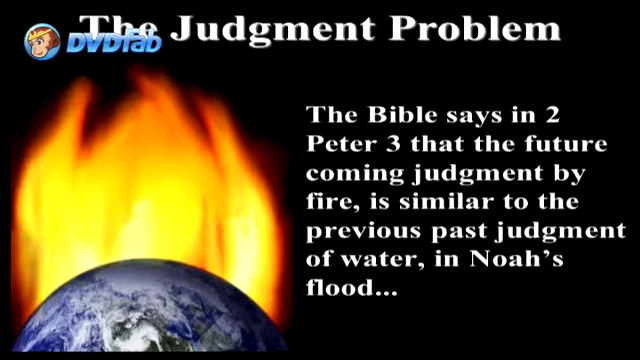 The Judgment Problem
DVDFab
The Bible says in 2
Peter 3 that the future
coming judgment by
fire, is similar to the
previous past judgment
of water, in Noah’s
flood...